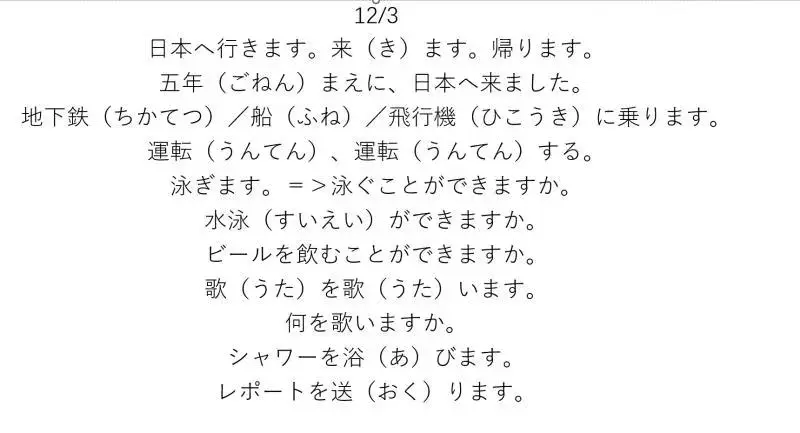 12/3
日本へ行きます。来（き）ます。帰ります。
五年（ごねん）まえに、日本へ来ました。
地下鉄（ちかてつ）／船（ふね）／飛行機（ひこうき）に乗ります。
運転（うんてん）、運転（うんてん）する。
泳ぎます。＝＞泳ぐことができますか。
水泳（すいえい）ができますか。
ビールを飲むことができますか。
歌（うた）を歌（うた）います。
何を歌いますか。
シャワーを浴（あ）びます。
レポートを送（おく）ります。